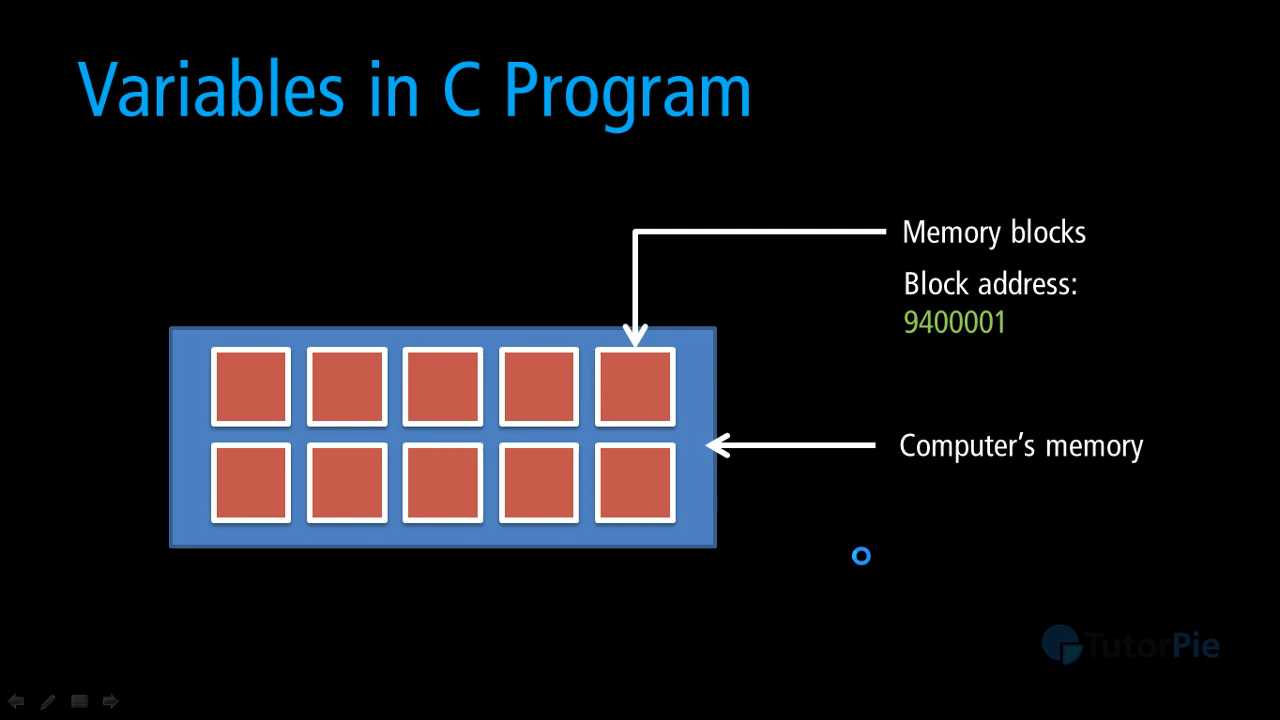 Variables in C Program
Memory blocks
Block address:
9400001
Computer’s memory
TutorPie